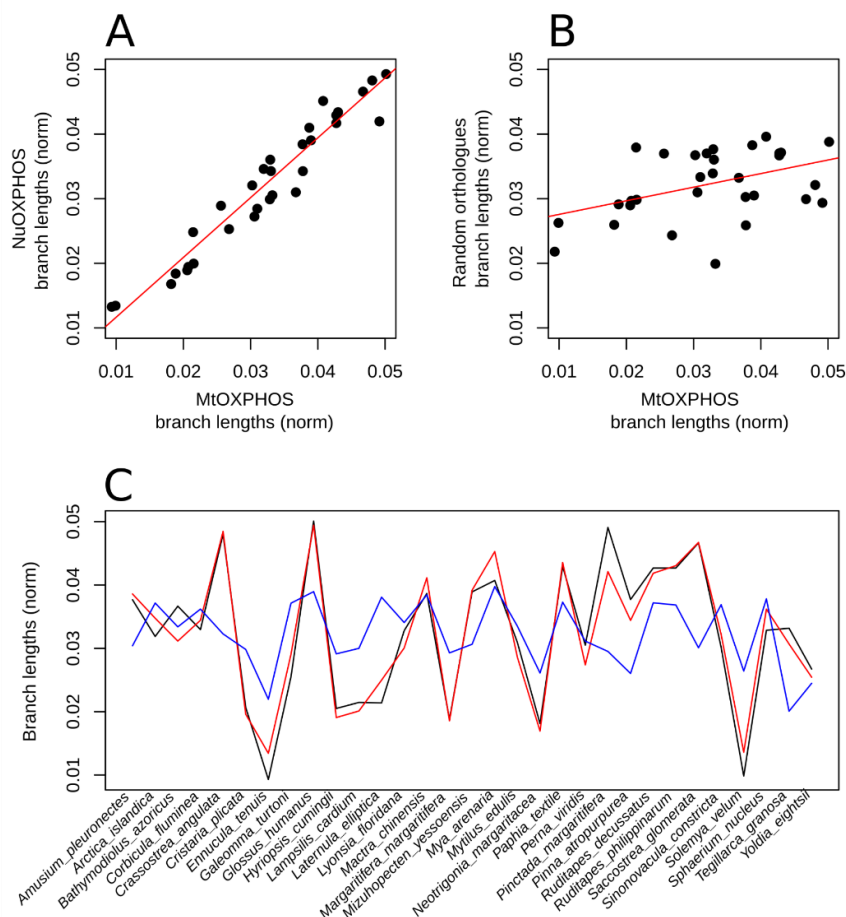 A
B
NuOXPHOS
branch lengths (norm)
0.01
0.02
0.03
0.04
0.05
0.01
0.02
0.03
0.04
0.05
MtOXPHOS
branch lengths (norm)
Random orthologues
branch lengths (norm)
0.01
0.02
0.03
0.04
0.05
0.01
0.02
0.03
0.04
0.05
MtOXPHOS
branch lengths (norm)
C
Branch lengths (norm)
0.05
0.04
0.03
0.02
0.01
Amusium_pleuronectes
Arctica_islandica
Bathymodolus_azoricus
Corbicula_fluminea
Crassostrea_angulata
Cristaria_plicata
Ennucula_tenuis
Galeomma_turtoni
Glossus_humanus
Hyriopsis_cumingii
Lampsilis_cardium
Laternula_elliptica
Lyonsia_floridana
Mactra_chinensis
Margaritifera_margaritifera
Mizuhopecten_yessoensis
Mya_arenaria
Mytilus_edulis
Neotrigonia_margaritacea
Paphia_textile
Perna_viridis
Pinctada_margaritifera
Pinna_atropurpurea
Ruditapes_decussatus
Ruditapes_philippinarum
Saccostrea_glomerata
Sinonovacula_constricta
Solemya_velum
Sphaerium_nucleus
Tegillarca_granosa
Yoldia_eightsii